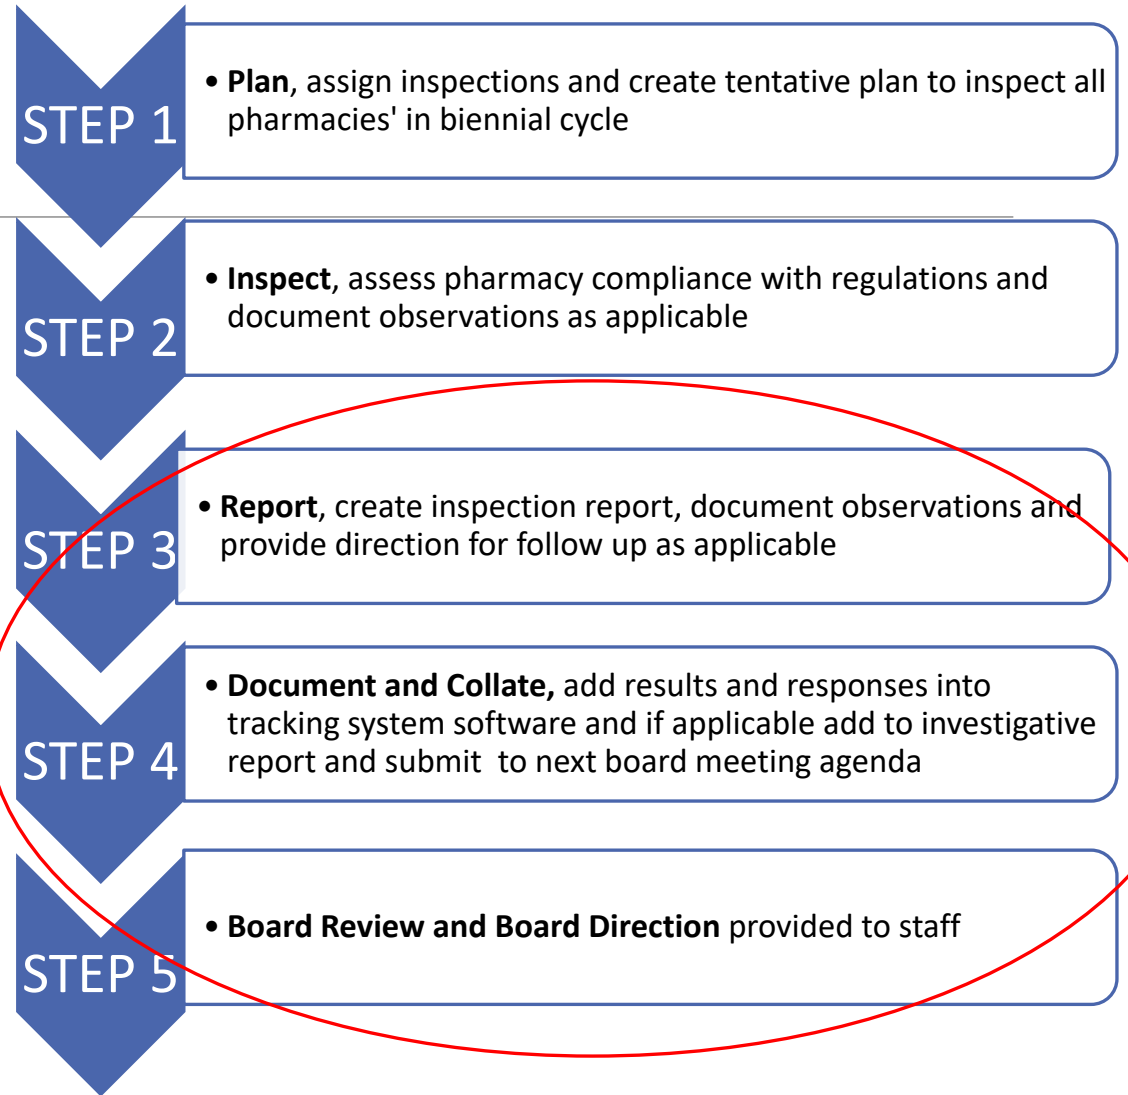 STEP 1
• Plan, assign inspections and create tentative plan to inspect all
pharmacies' in biennial cycle
STEP 2
• Inspect, assess pharmacy compliance with regulations and
document observations as applicable
STEP 3
• Report, create inspection report, document observations and
provide direction for follow up as applicable
STEP 4
• Document and Collate, add results and responses into
tracking system software and if applicable add to investigative
report and submit  to next board meeting agenda
STEP 5
• Board Review and Board Direction provided to staff